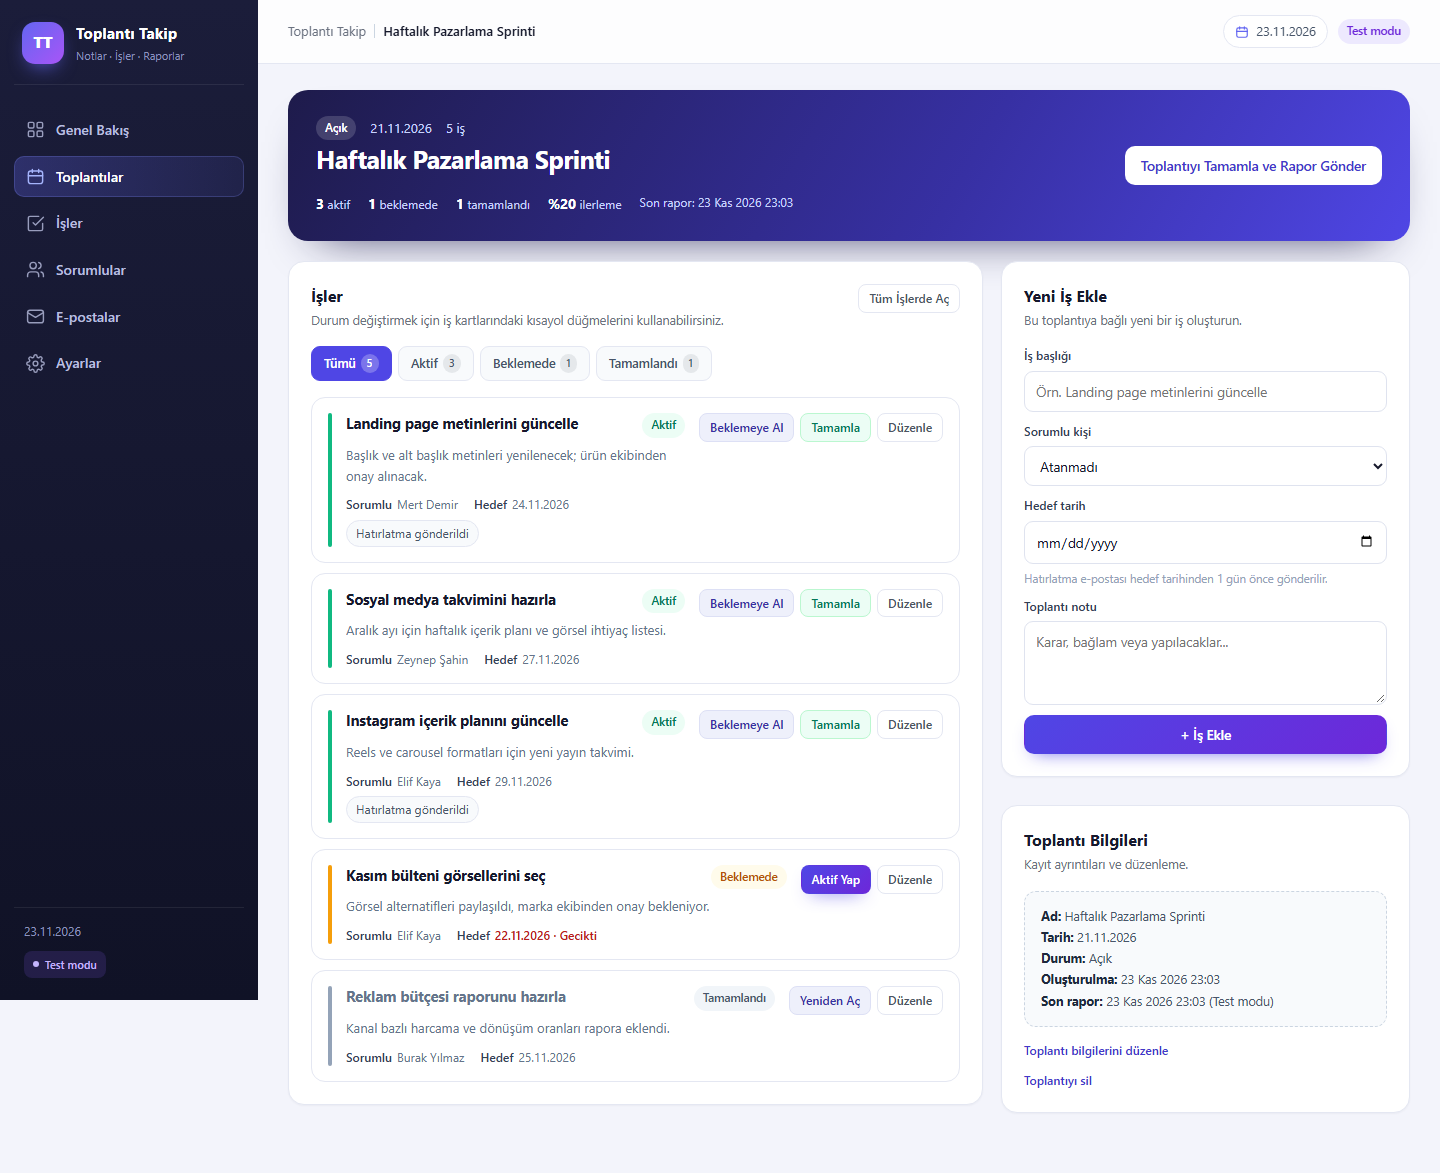 TT
Toplantı Takip
Notlar · İşler · Raporlar
Genel Bakış
Toplantılar
İşler
Sorumlular
E-postalar
Ayarlar
23.11.2026
Test modu
Toplantı Takip
Haftalık Pazarlama Sprinti
23.11.2026
Test modu
Açık 21.11.2026 5 iş
Haftalık Pazarlama Sprinti
3 aktif 1 beklemede 1 tamamlandı %20 ilerleme Son rapor: 23 Kas 2026 23:03
Toplantıyı Tamamla ve Rapor Gönder
İşler
Durum değiştirmek için iş kartlarındaki kısayol düğmelerini kullanabilirsiniz.
Tüm İşlerde Aç
Tümü 5
Aktif 3
Beklemede 1
Tamamlandı 1
Landing page metinlerini güncelle
Aktif
Beklemeye Al
Tamamla
Düzenle
Başlık ve alt başlık metinleri yenilenecek; ürün ekibinden
onay alınacak.
Sorumlu Mert Demir Hedef 24.11.2026
Hatırlatma gönderildi
Sosyal medya takvimini hazırla
Aktif
Beklemeye Al
Tamamla
Düzenle
Aralık ayı için haftalık içerik planı ve görsel ihtiyaç listesi.
Sorumlu Zeynep Şahin Hedef 27.11.2026
Instagram içerik planını güncelle
Aktif
Beklemeye Al
Tamamla
Düzenle
Reels ve carousel formatları için yeni yayın takvimi.
Sorumlu Elif Kaya Hedef 29.11.2026
Hatırlatma gönderildi
Kasım bülteni görsellerini seç
Beklemede
Aktif Yap
Düzenle
Görsel alternatifleri paylaşıldı, marka ekibinden onay bekleniyor.
Sorumlu Elif Kaya Hedef 22.11.2026 · Gecikti
Reklam bütçesi raporunu hazırla
Tamamlandı
Yeniden Aç
Düzenle
Kanal bazlı harcama ve dönüşüm oranları rapora eklendi.
Sorumlu Burak Yılmaz Hedef 25.11.2026
Yeni İş Ekle
Bu toplantıya bağlı yeni bir iş oluşturun.
İş başlığı
Örn. Landing page metinlerini güncelle
Sorumlu kişi
Atanmadı
Hedef tarih
mm/dd/yyyy
Hatırlatma e-postası hedef tarihinden 1 gün önce gönderilir.
Toplantı notu
Karar, bağlam veya yapılacaklar...
+ İş Ekle
Toplantı Bilgileri
Kayıt ayrıntıları ve düzenleme.
Ad: Haftalık Pazarlama Sprinti
Tarih: 21.11.2026
Durum: Açık
Oluşturulma: 23 Kas 2026 23:03
Son rapor: 23 Kas 2026 23:03 (Test modu)
Toplantı bilgilerini düzenle
Toplantıyı sil